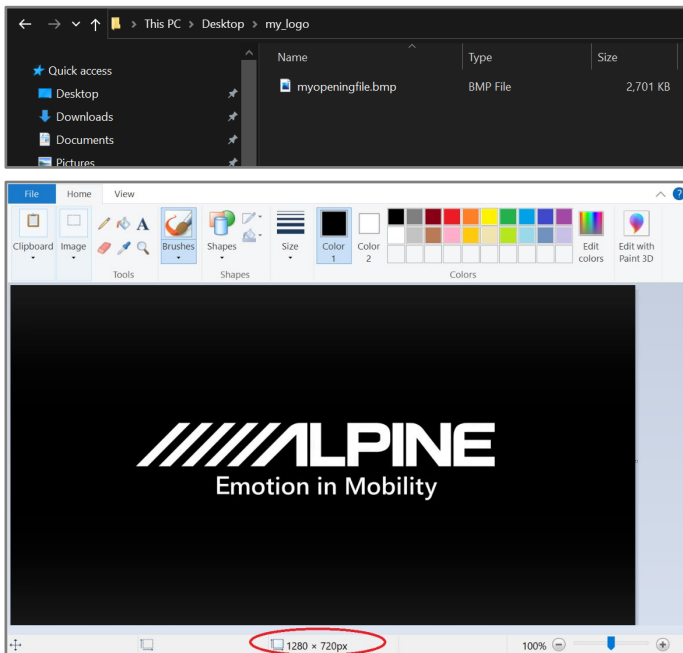 This PC > Desktop > my_logo
Name Type Size
Quick access
myopeningfile.bmp BMP File 2,701 KB
Desktop
Downloads
Documents
Pictures
File Home View
Clipboard Image Tools Brushes Shapes Shapes Size Color 1 Color 2 Colors Edit colors Edit with Paint 3D
ALPINE
Emotion in Mobility
1280 × 720px 100%